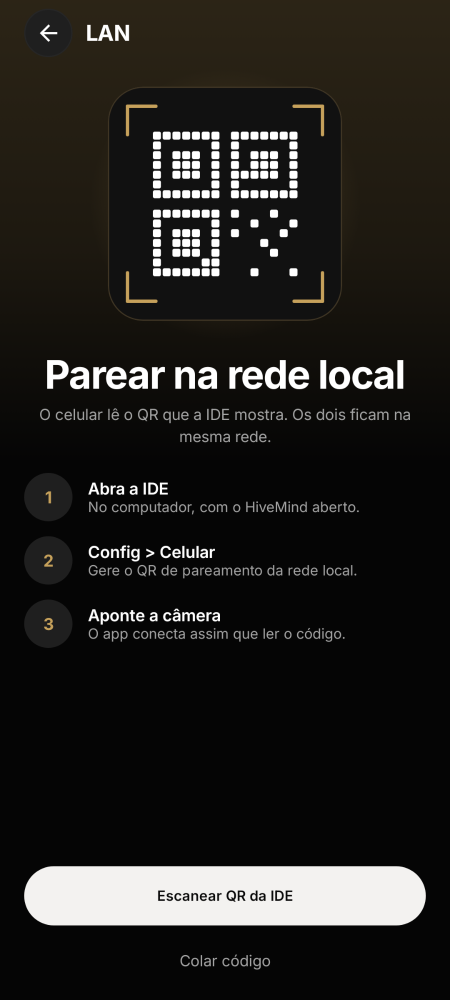 LAN
Parear na rede local
O celular lê o QR que a IDE mostra. Os dois ficam na
mesma rede.
1
Abra a IDE
No computador, com o HiveMind aberto.
2
Config > Celular
Gere o QR de pareamento da rede local.
3
Aponte a câmera
O app conecta assim que ler o código.
Escanear QR da IDE
Colar código